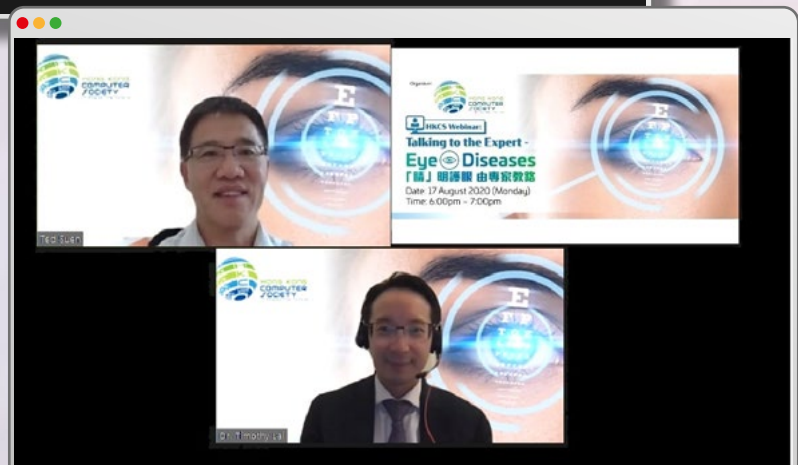 HONG KONG
COMPUTER
SOCIETY
Ted Suen
Organiser:
HONG KONG
COMPUTER
SOCIETY
HKCS Webinar:
Talking to the Expert -
Eye Diseases
「睛」明護眼 由專家教路
Date: 17 August 2020 (Monday)
Time: 6:00pm - 7:00pm
E
F P
HONG KONG
COMPUTER
SOCIETY
E
F P
T O Z
Dr. Timothy Lai